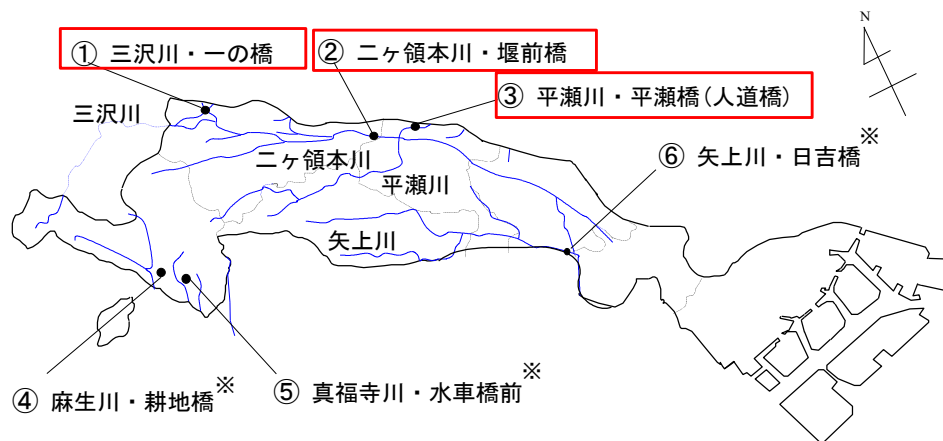 N
① 三沢川・一の橋
② 二ヶ領本川・堰前橋
③ 平瀬川・平瀬橋(人道橋)
三沢川
二ヶ領本川
⑥ 矢上川・日吉橋※
平瀬川
矢上川
④ 麻生川・耕地橋※
⑤ 真福寺川・水車橋前※